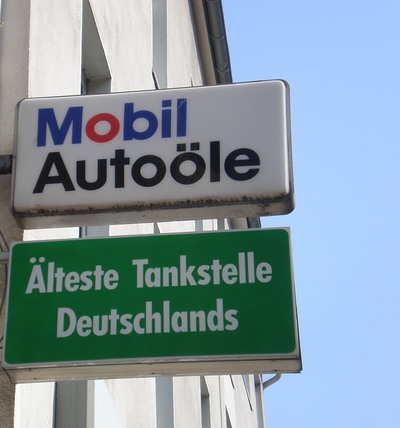 Mobil
Autoöle
Älteste Tankstelle
Deutschlands